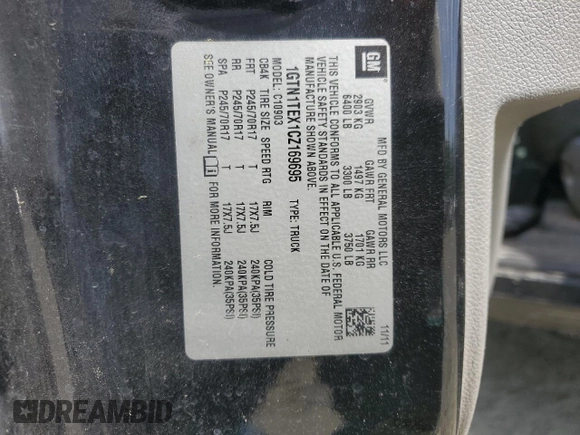 GM
MFD BY GENERAL MOTORS LLC 11/11
GVWR GAWR FRT GAWR RR
2903 KG 1497 KG 1701 KG
6400 LB 3300 LB 3750 LB
THIS VEHICLE CONFORMS TO ALL APPLICABLE U.S. FEDERAL MOTOR
VEHICLE SAFETY STANDARDS IN EFFECT ON THE DATE OF
MANUFACTURE SHOWN ABOVE.
1GTN1TEX1CZ169695 TYPE: TRUCK
MODEL: C10903
CB4K TIRE SIZE SPEED RTG RIM COLD TIRE PRESSURE
FRT P245/70R17 T 17X7.5J 240KPA(35PSI)
RR P245/70R17 T 17X7.5J 240KPA(35PSI)
SPA P245/70R17 T 17X7.5J 240KPA(35PSI)
SEE OWNER'S MANUAL FOR MORE INFORMATION.
DREAMBID